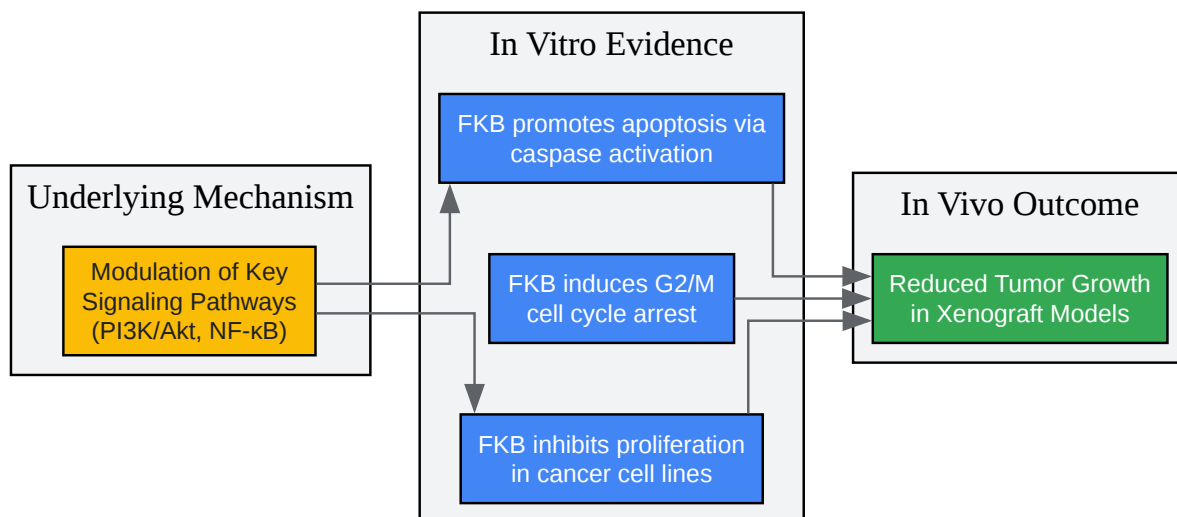 Underlying Mechanism
Modulation of Key
Signaling Pathways
(PI3K/Akt, NF-κB)
In Vitro Evidence
FKB promotes apoptosis via
caspase activation
FKB induces G2/M
cell cycle arrest
FKB inhibits proliferation
in cancer cell lines
In Vivo Outcome
Reduced Tumor Growth
in Xenograft Models